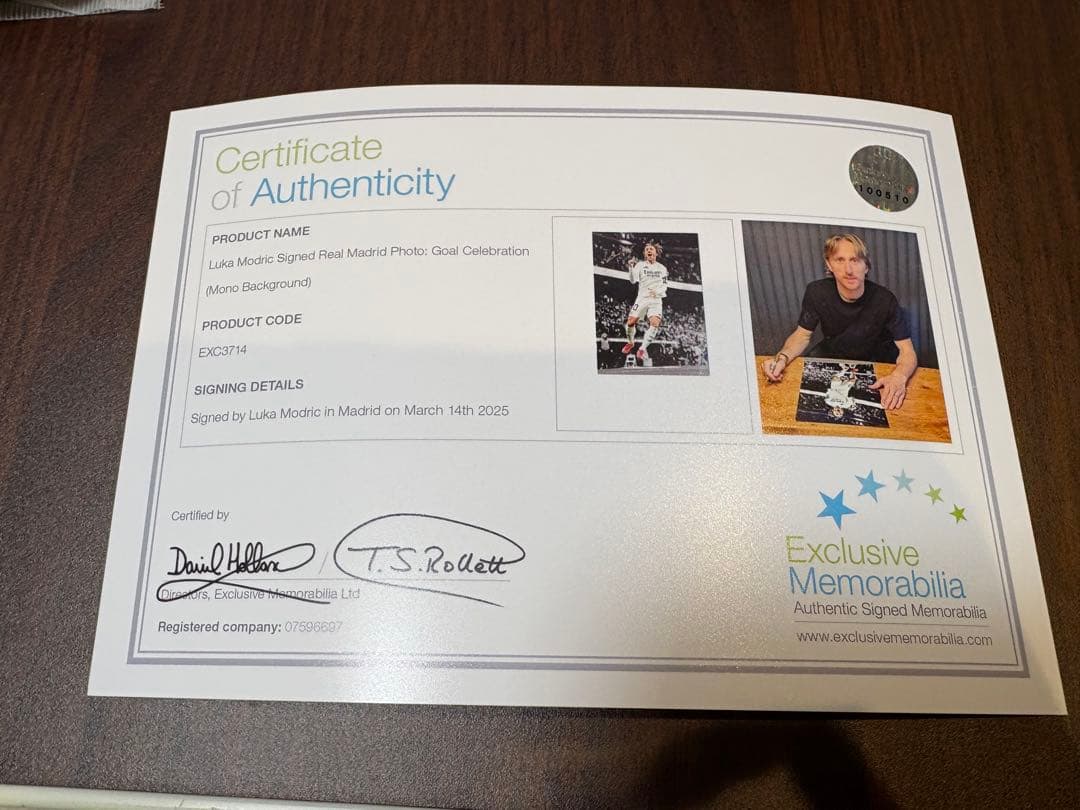 Certificate
of Authenticity
100510
PRODUCT NAME
Luka Modric Signed Real Madrid Photo: Goal Celebration
(Mono Background)
PRODUCT CODE
EXC3714
SIGNING DETAILS
Signed by Luka Modric in Madrid on March 14th 2025
Certified by
T.S.Rollett
Directors, Exclusive Memorabilia Ltd
Registered company: 07596697
Exclusive
Memorabilia
Authentic Signed Memorabilia
www.exclusivememorabilia.com